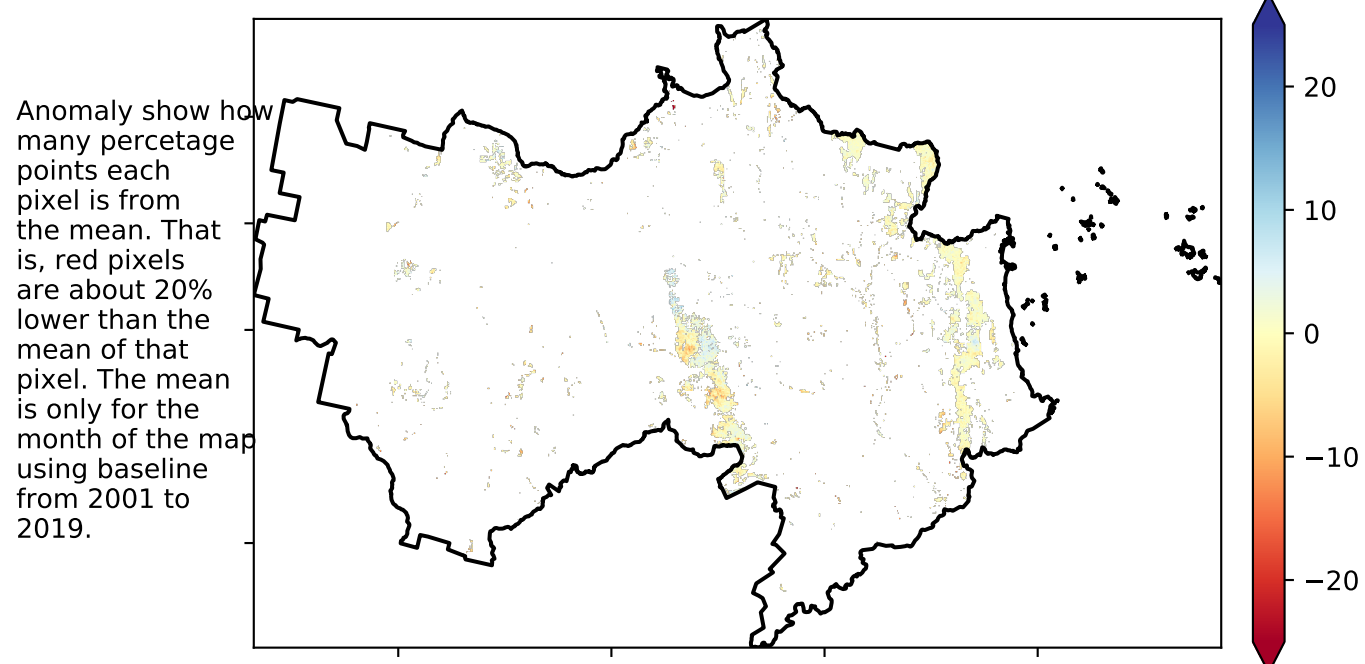 Anomaly show how
many percetage
points each
pixel is from
the mean. That
is, red pixels
are about 20%
lower than the
mean of that
pixel. The mean
is only for the
month of the map
using baseline
from 2001 to
2019.
20
10
0
−10
−20